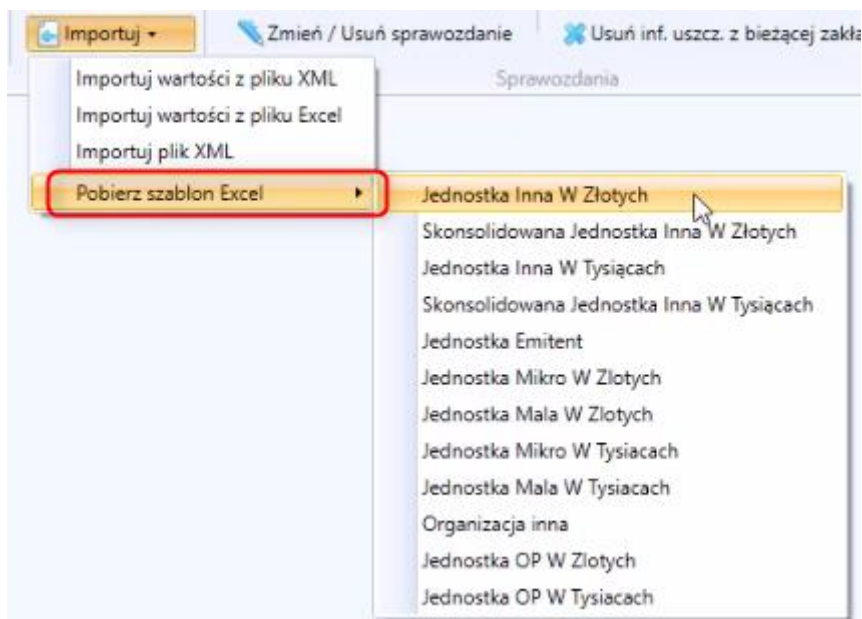 Importuj
Zmień / Usuń sprawozdanie
Usuń inf. uszcz. z bieżącej
Sprawozdania
Importuj wartości z pliku XML
Importuj wartości z pliku Excel
Importuj plik XML
Pobierz szablon Excel
Jednostka Inna W Złotych
Skonsolidowana Jednostka Inna W Złotych
Jednostka Inna W Tysiącach
Skonsolidowana Jednostka Inna W Tysiącach
Jednostka Emitent
Jednostka Mikro W Zlotych
Jednostka Mala W Zlotych
Jednostka Mikro W Tysiacach
Jednostka Mala W Tysiacach
Organizacja inna
Jednostka OP W Zlotych
Jednostka OP W Tysiacach